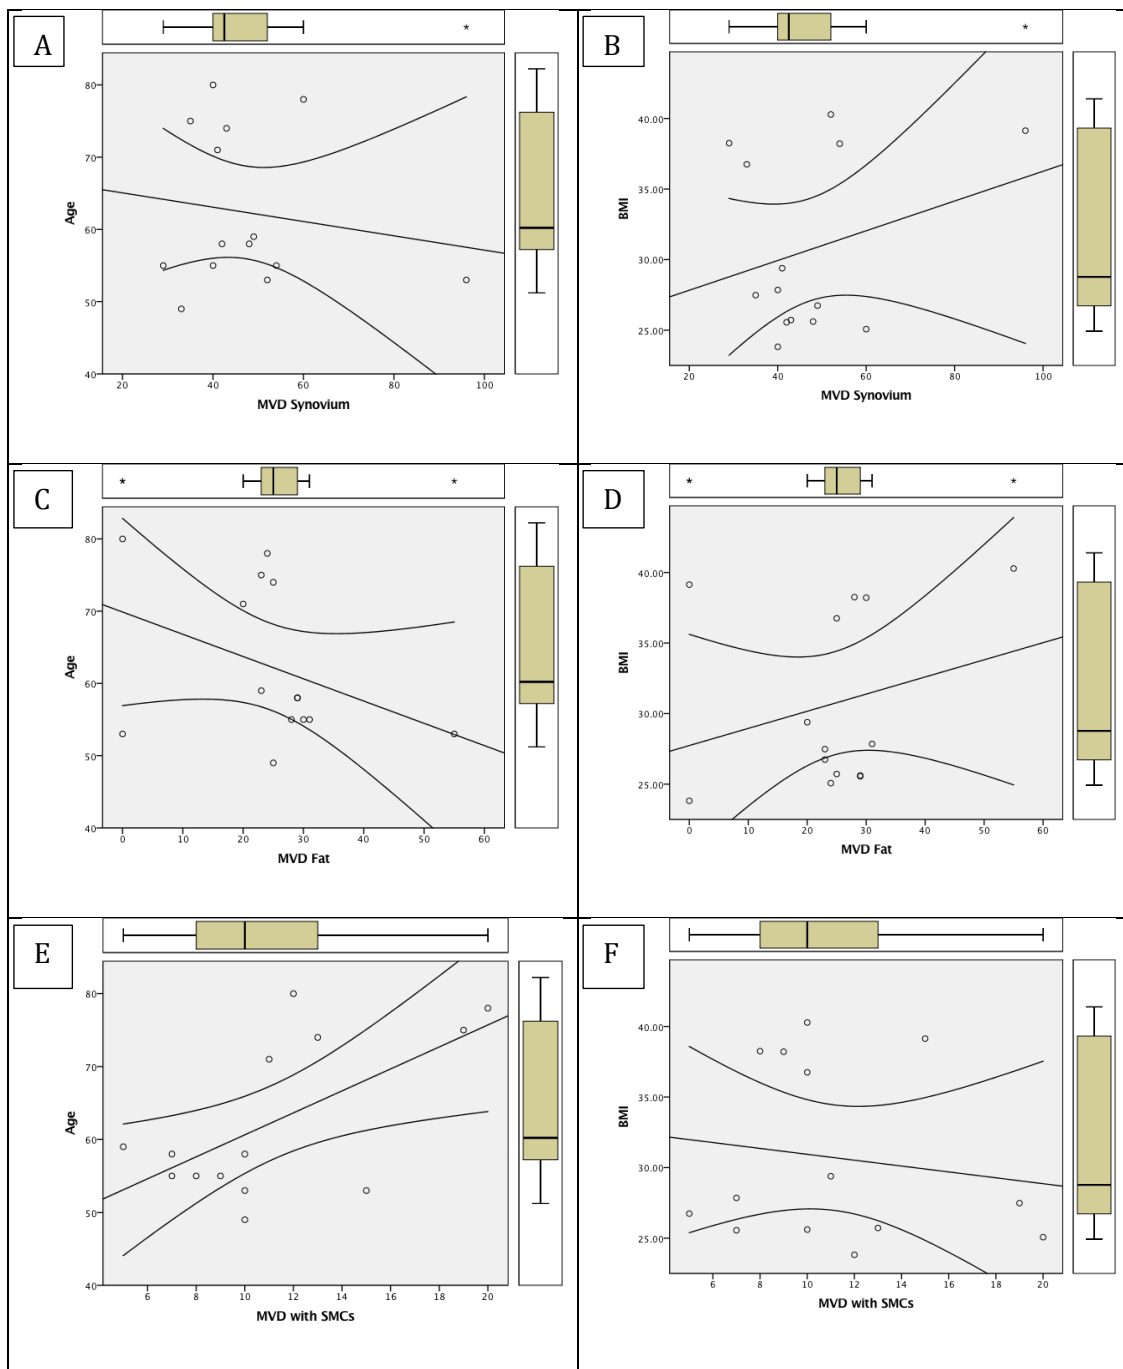 A
*
80
70
60
50
40
Age
20 40 60 80 100
MVD Synovium
B
*
40.00
35.00
30.00
25.00
BMI
20 40 60 80 100
MVD Synovium
C
* *
80
70
60
50
40
Age
0 10 20 30 40 50 60
MVD Fat
D
* *
40.00
35.00
30.00
25.00
BMI
0 10 20 30 40 50 60
MVD Fat
E
80
70
60
50
40
Age
6 8 10 12 14 16 18 20
MVD with SMCs
F
40.00
35.00
30.00
25.00
BMI
6 8 10 12 14 16 18 20
MVD with SMCs